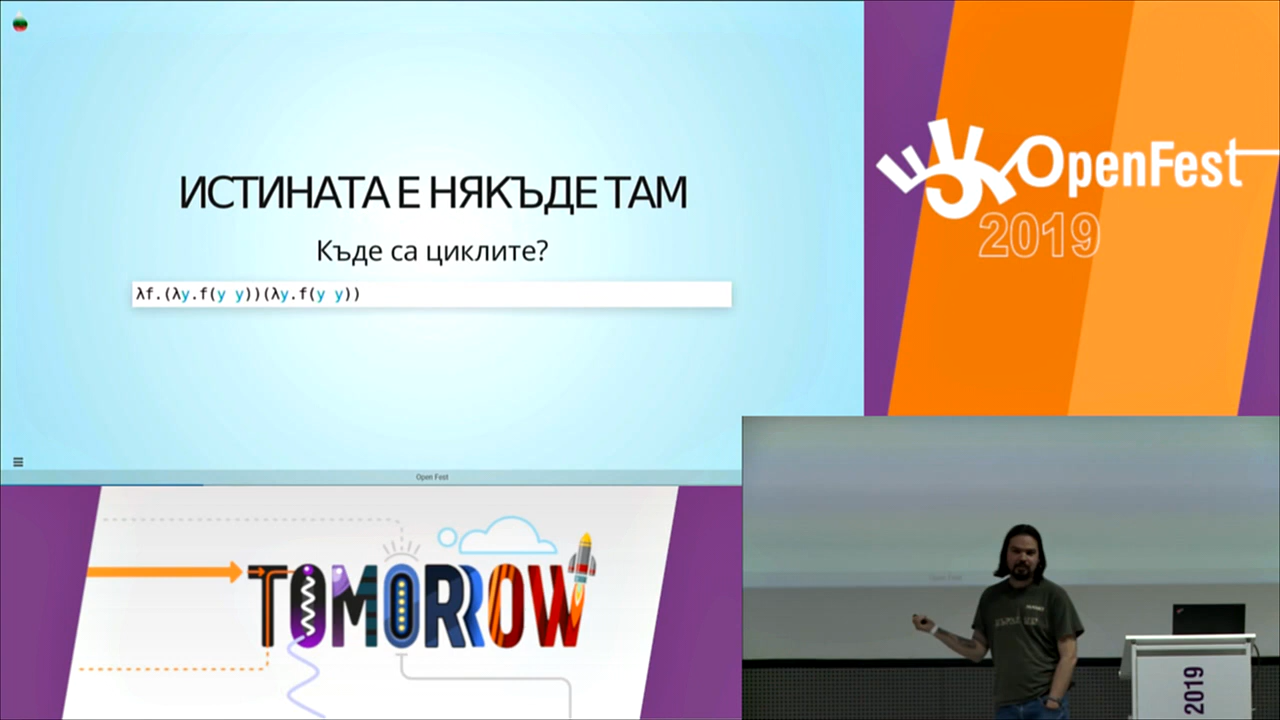 ИСТИНАТА Е НЯКЪДЕ ТАМ
Къде са циклите?
λf.(λy.f(y y))(λy.f(y y))
Open Fest
OpenFest
2019
TOMORROW
2019